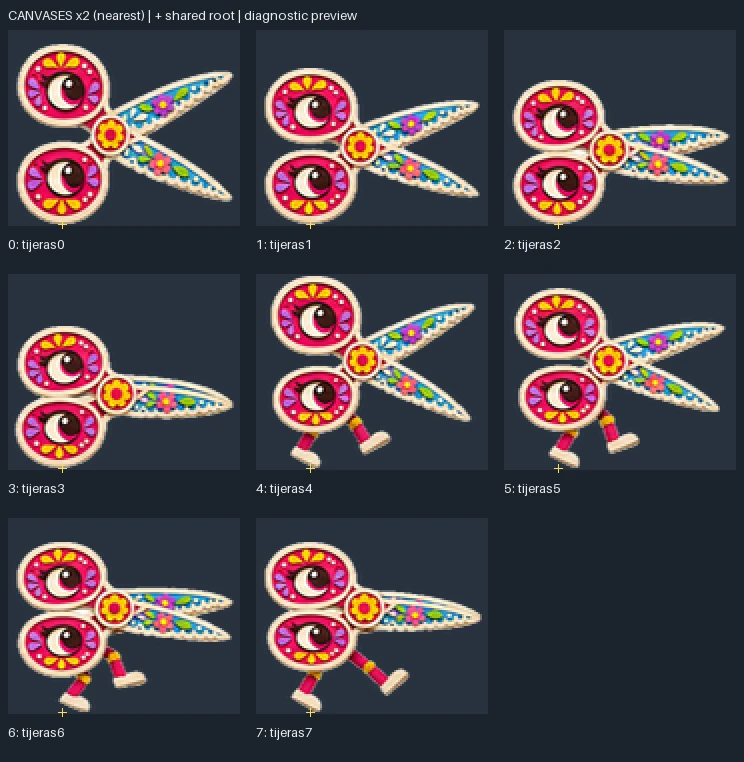 CANVASES x2 (nearest) | + shared root | diagnostic preview
0: tijeras0
1: tijeras1
2: tijeras2
3: tijeras3
4: tijeras4
5: tijeras5
6: tijeras6
7: tijeras7